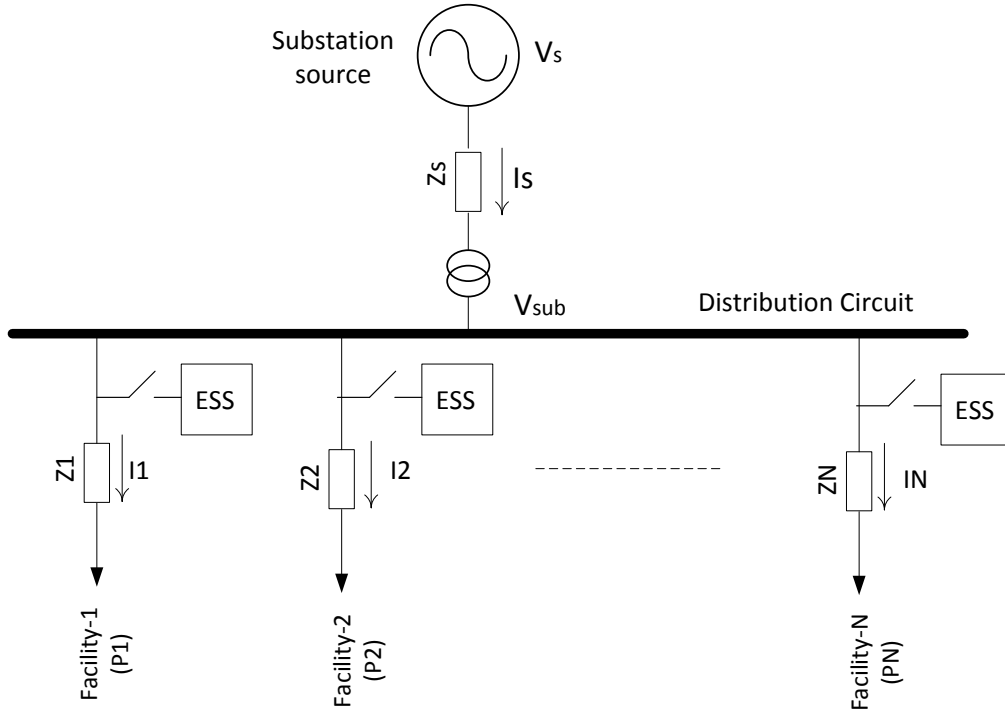 Substation
source
Vs
Zs
Is
Vsub
Distribution Circuit
ESS
ESS
ESS
Z1
I1
Z2
I2
ZN
IN
Facility-1
(P1)
Facility-2
(P2)
Facility-N
(PN)